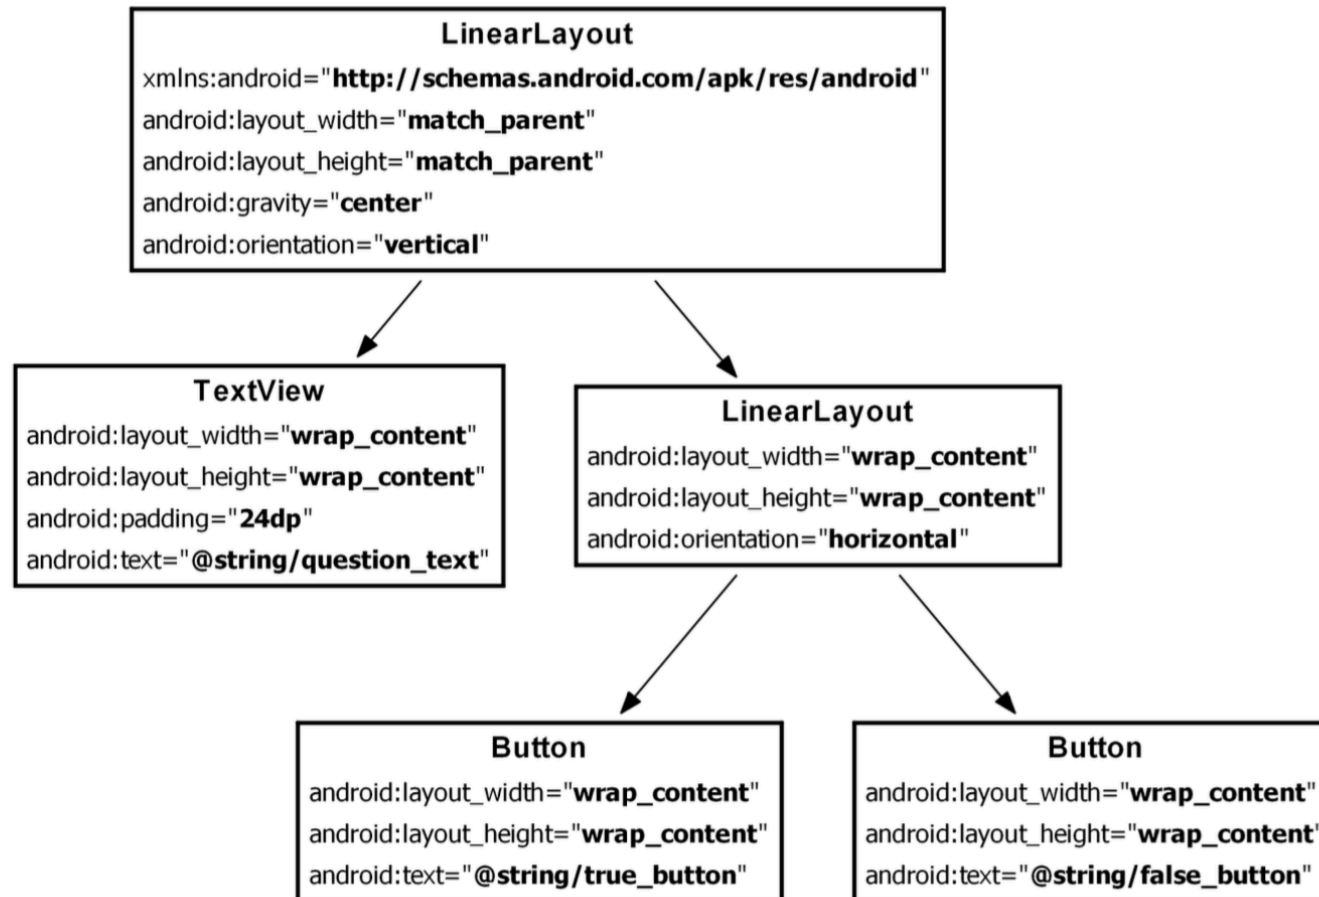 LinearLayout
xmlns:android="http://schemas.android.com/apk/res/android"
android:layout_width="match_parent"
android:layout_height="match_parent"
android:gravity="center"
android:orientation="vertical"
TextView
android:layout_width="wrap_content"
android:layout_height="wrap_content"
android:padding="24dp"
android:text="@string/question_text"
LinearLayout
android:layout_width="wrap_content"
android:layout_height="wrap_content"
android:orientation="horizontal"
Button
android:layout_width="wrap_content"
android:layout_height="wrap_content"
android:text="@string/true_button"
Button
android:layout_width="wrap_content"
android:layout_height="wrap_content"
android:text="@string/false_button"